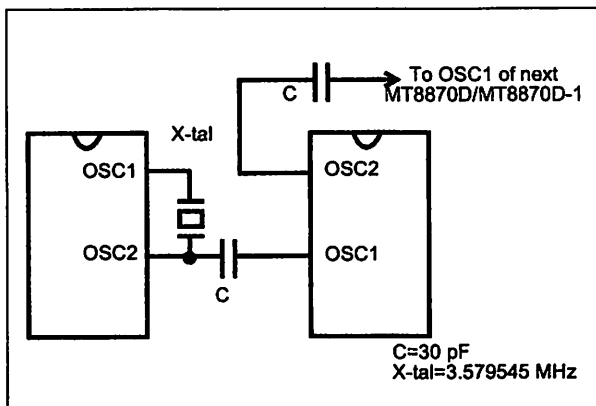 To OSC1 of next
MT8870D/MT8870D-1
C
X-tal
OSC1
OSC2
OSC2
OSC1
C
C=30 pF
X-tal=3.579545 MHz